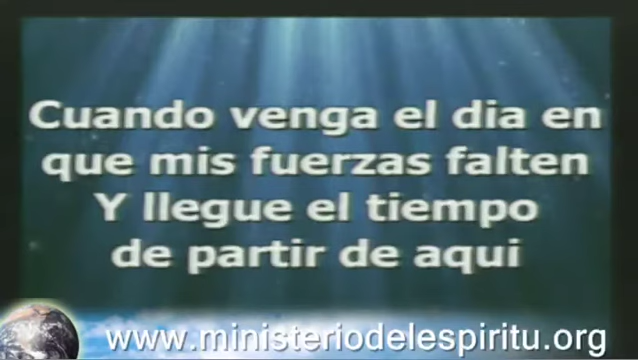 Cuando venga el dia en
que mis fuerzas falten
Y llegue el tiempo
de partir de aqui
www.ministeriodelespiritu.org